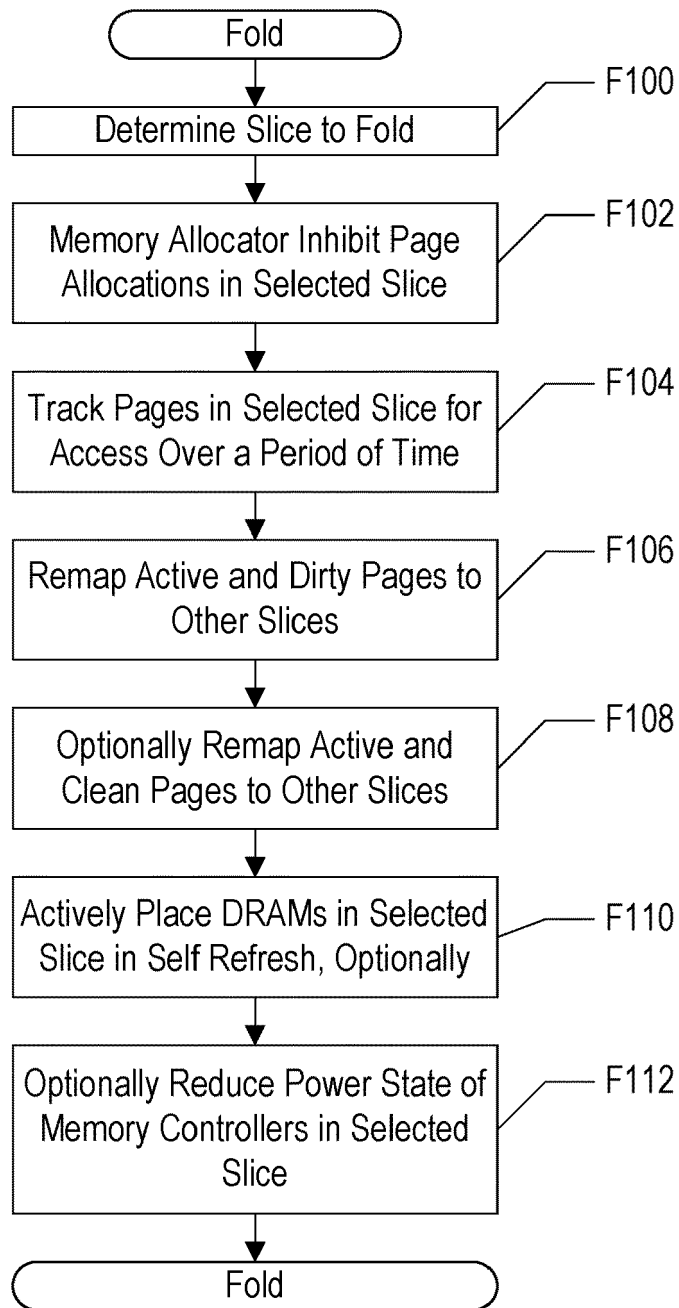 Fold
F100
Determine Slice to Fold
F102
Memory Allocator Inhibit Page
Allocations in Selected Slice
F104
Track Pages in Selected Slice for
Access Over a Period of Time
F106
Remap Active and Dirty Pages to
Other Slices
F108
Optionally Remap Active and
Clean Pages to Other Slices
F110
Actively Place DRAMs in Selected
Slice in Self Refresh, Optionally
F112
Optionally Reduce Power State of
Memory Controllers in Selected
Slice
Fold